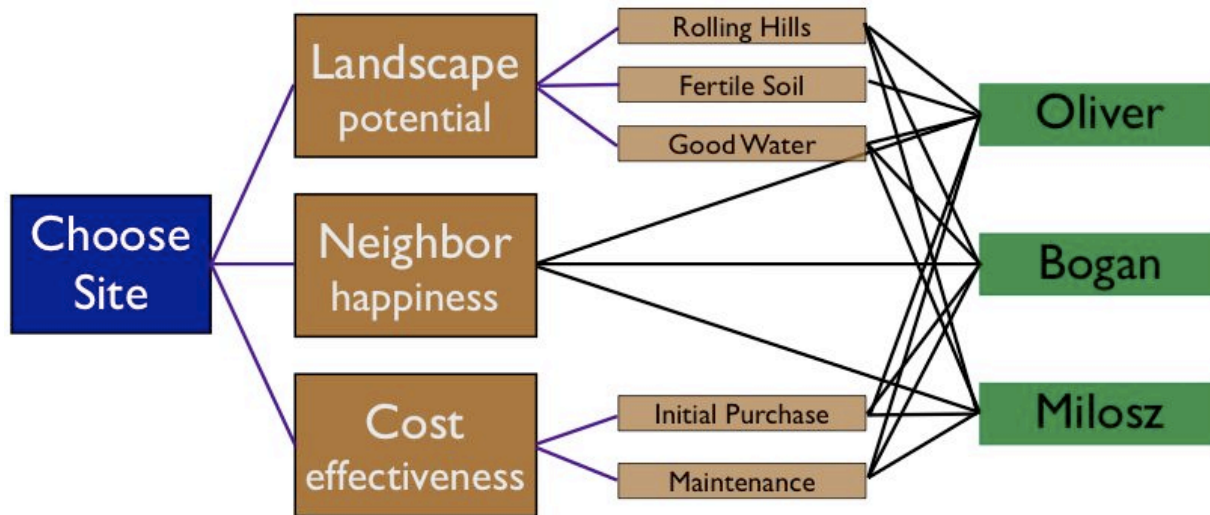 Choose
Site
Landscape
potential
Neighbor
happiness
Cost
effectiveness
Rolling Hills
Fertile Soil
Good Water
Initial Purchase
Maintenance
Oliver
Bogan
Milosz